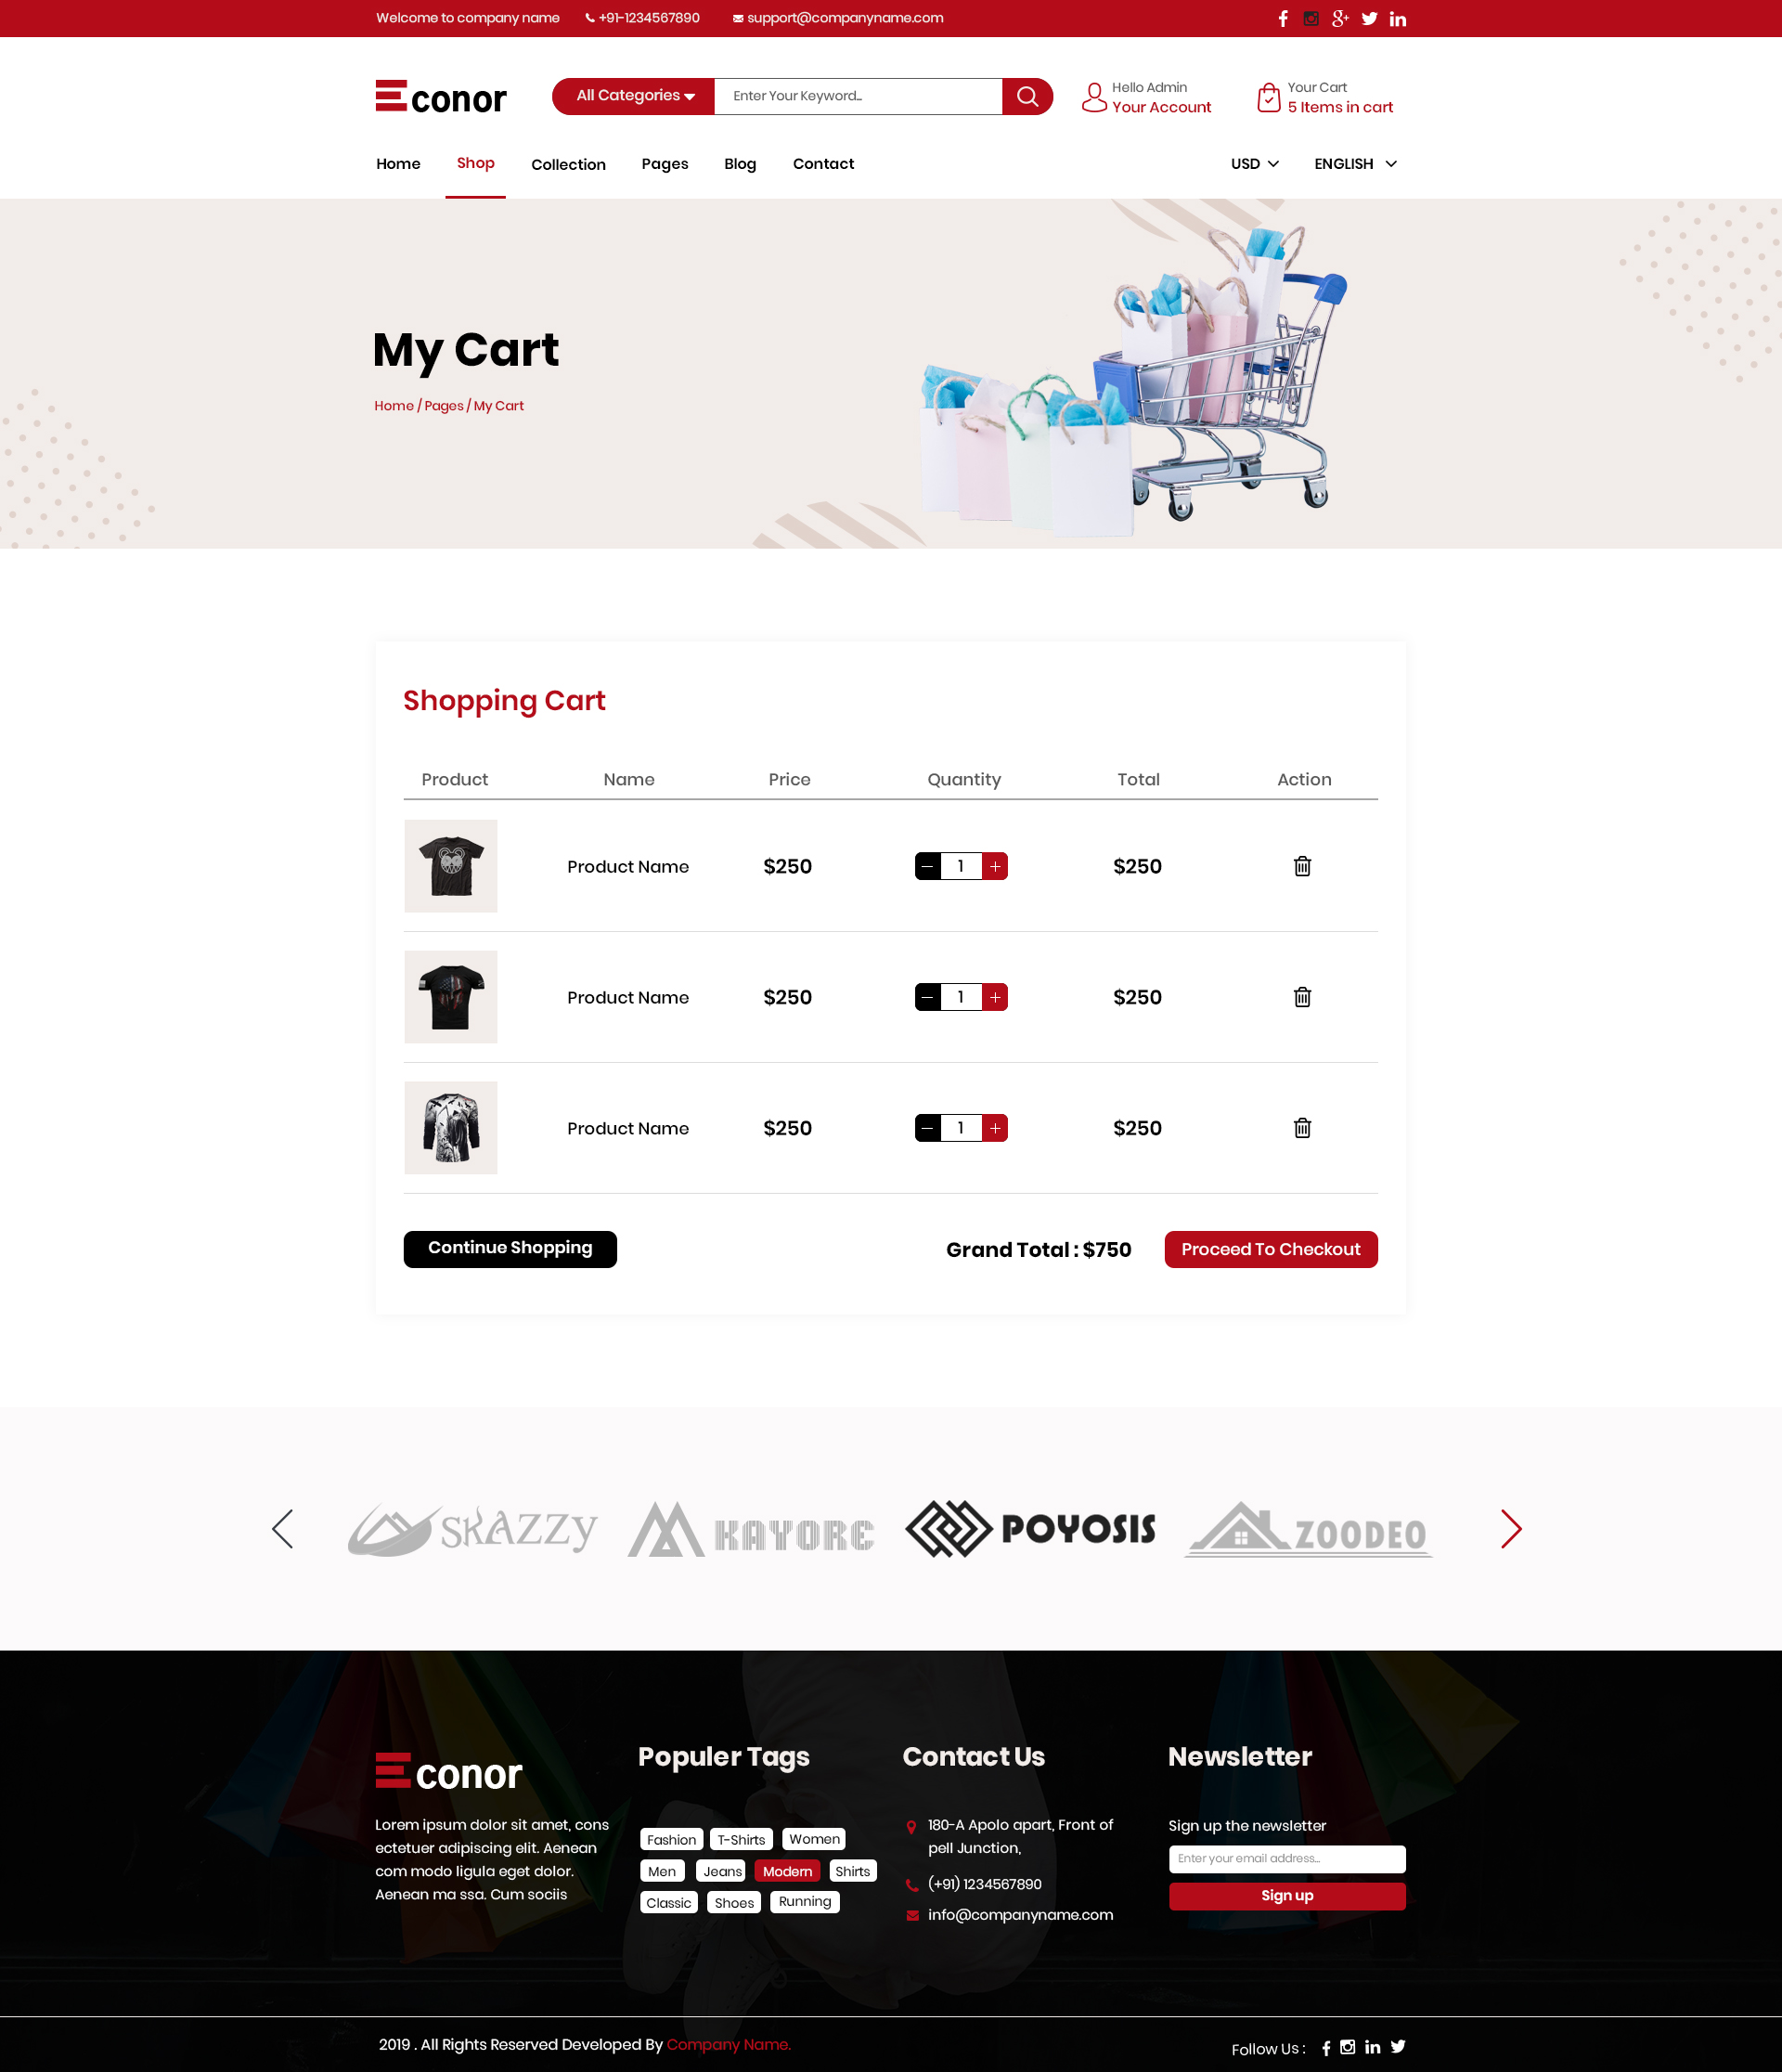 Welcome to company name +91-1234567890 support@companyname.com
Econor All Categories Enter Your Keyword... Hello Admin Your Cart
Your Account 5 Items in cart
Home Shop Collection Pages Blog Contact USD ENGLISH
My Cart
Home / Pages / My Cart
Shopping Cart
Product Name Price Quantity Total Action
Product Name $250 1 $250
Product Name $250 1 $250
Product Name $250 1 $250
Continue Shopping Grand Total : $750 Proceed To Checkout
SKAZZY KAYORE POYOSIS ZOODEO
Econor
Lorem ipsum dolor sit amet, cons
ectetuer adipiscing elit. Aenean
com modo ligula eget dolor.
Aenean ma ssa. Cum sociis
Populer Tags
Fashion T-Shirts Women
Men Jeans Modern Shirts
Classic Shoes Running
Contact Us
180-A Apolo apart, Front of
pell Junction,
(+91) 1234567890
info@companyname.com
Newsletter
Sign up the newsletter
Enter your email address...
Sign up
2019 . All Rights Reserved Developed By Company Name. Follow Us :